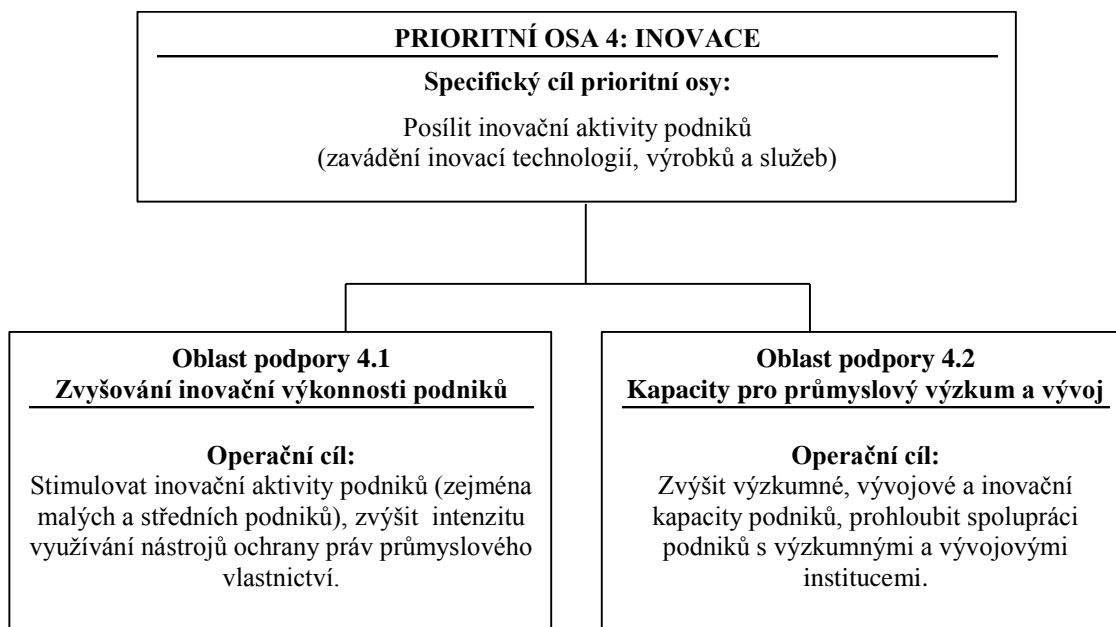 PRIORITNÍ OSA 4: INOVACE
Specifický cíl prioritní osy:
Posílit inovační aktivity podniků
(zavádění inovací technologií, výrobků a služeb)
Oblast podpory 4.1
Zvyšování inovační výkonnosti podniků
Operační cíl:
Stimulovat inovační aktivity podniků (zejména
malých a středních podniků), zvýšit  intenzitu
využívání nástrojů ochrany práv průmyslového
vlastnictví.
Oblast podpory 4.2
Kapacity pro průmyslový výzkum a vývoj
Operační cíl:
Zvýšit výzkumné, vývojové a inovační
kapacity podniků, prohloubit spolupráci
podniků s výzkumnými a vývojovými
institucemi.